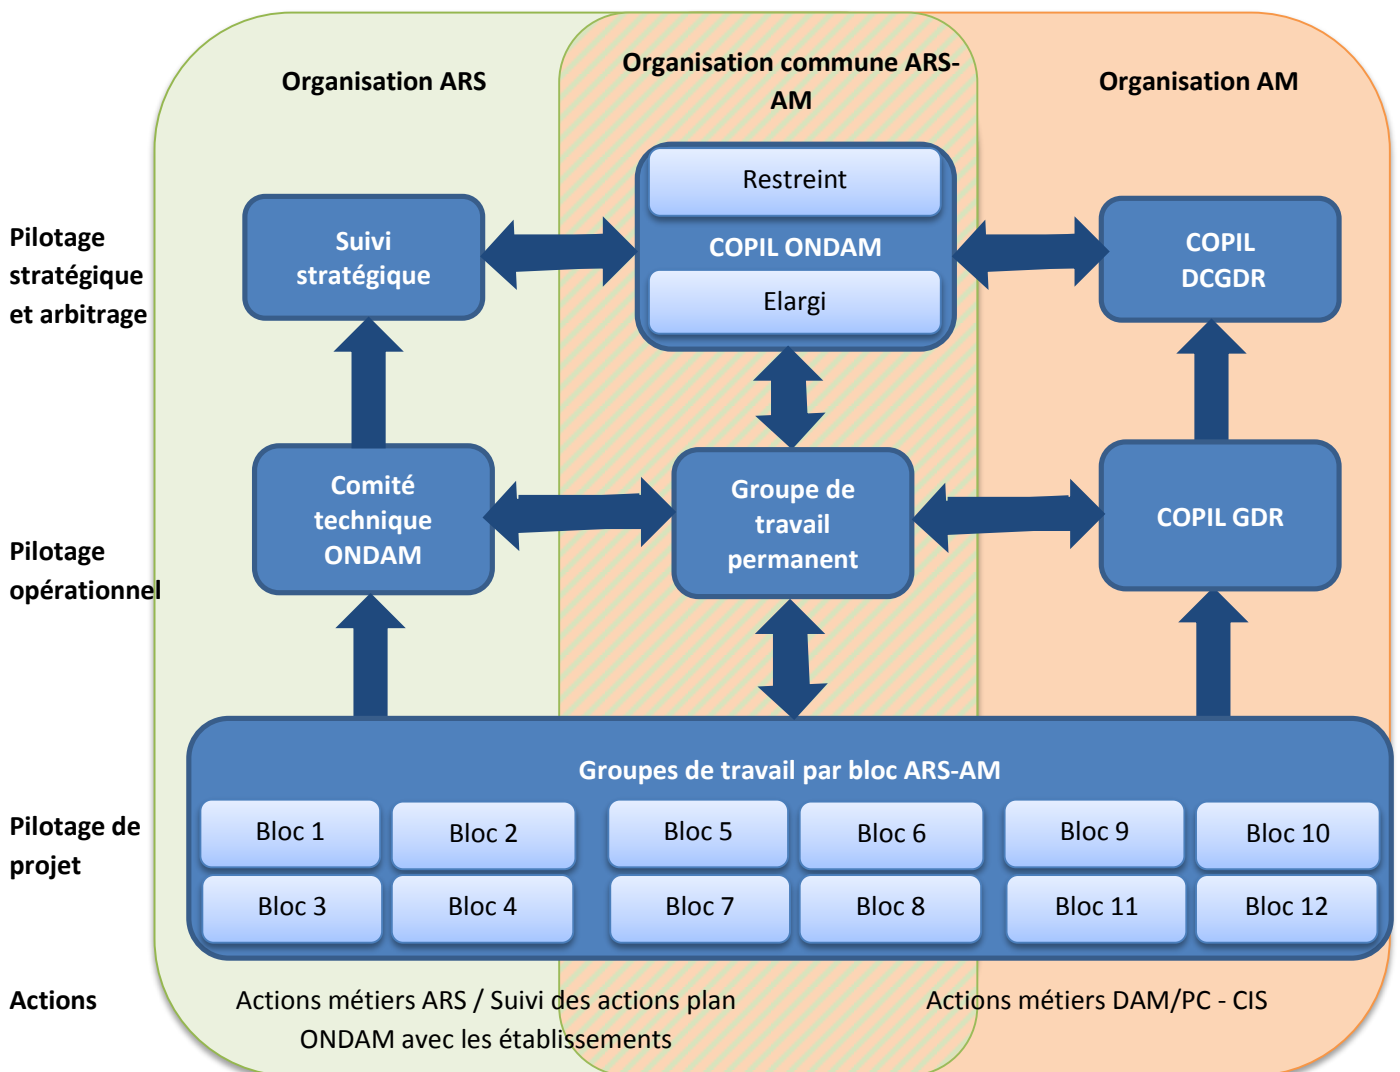 Organisation ARS
Organisation commune ARS-
AM
Organisation AM
Pilotage
stratégique
et arbitrage
Suivi
stratégique
Restreint
COPIL ONDAM
Elargi
COPIL
DCGDR
Pilotage
opérationnel
Comité
technique
ONDAM
Groupe de
travail
permanent
COPIL GDR
Pilotage de
projet
Groupes de travail par bloc ARS-AM
Bloc 1
Bloc 2
Bloc 5
Bloc 6
Bloc 9
Bloc 10
Bloc 3
Bloc 4
Bloc 7
Bloc 8
Bloc 11
Bloc 12
Actions
Actions métiers ARS / Suivi des actions plan
ONDAM avec les établissements
Actions métiers DAM/PC - CIS